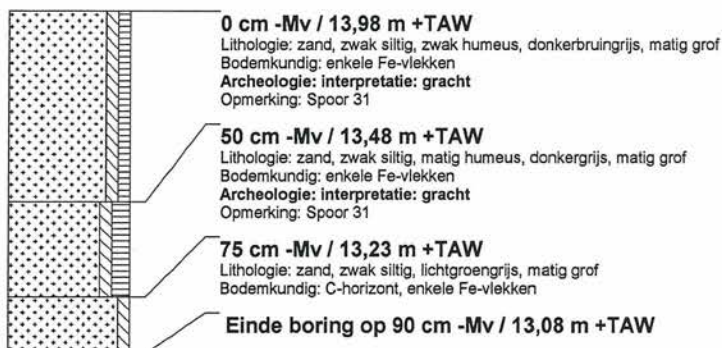 0 cm -Mv / 13,98 m +TAW
Lithologie: zand, zwak siltig, zwak humeus, donkerbruingrijs, matig grof
Bodemkundig: enkele Fe-vlekken
Archeologie: interpretatie: gracht
Opmerking: Spoor 31
50 cm -Mv / 13,48 m +TAW
Lithologie: zand, zwak siltig, matig humeus, donkergrijs, matig grof
Bodemkundig: enkele Fe-vlekken
Archeologie: interpretatie: gracht
Opmerking: Spoor 31
75 cm -Mv / 13,23 m +TAW
Lithologie: zand, zwak siltig, lichtgroengrijs, matig grof
Bodemkundig: C-horizont, enkele Fe-vlekken
Einde boring op 90 cm -Mv / 13,08 m +TAW